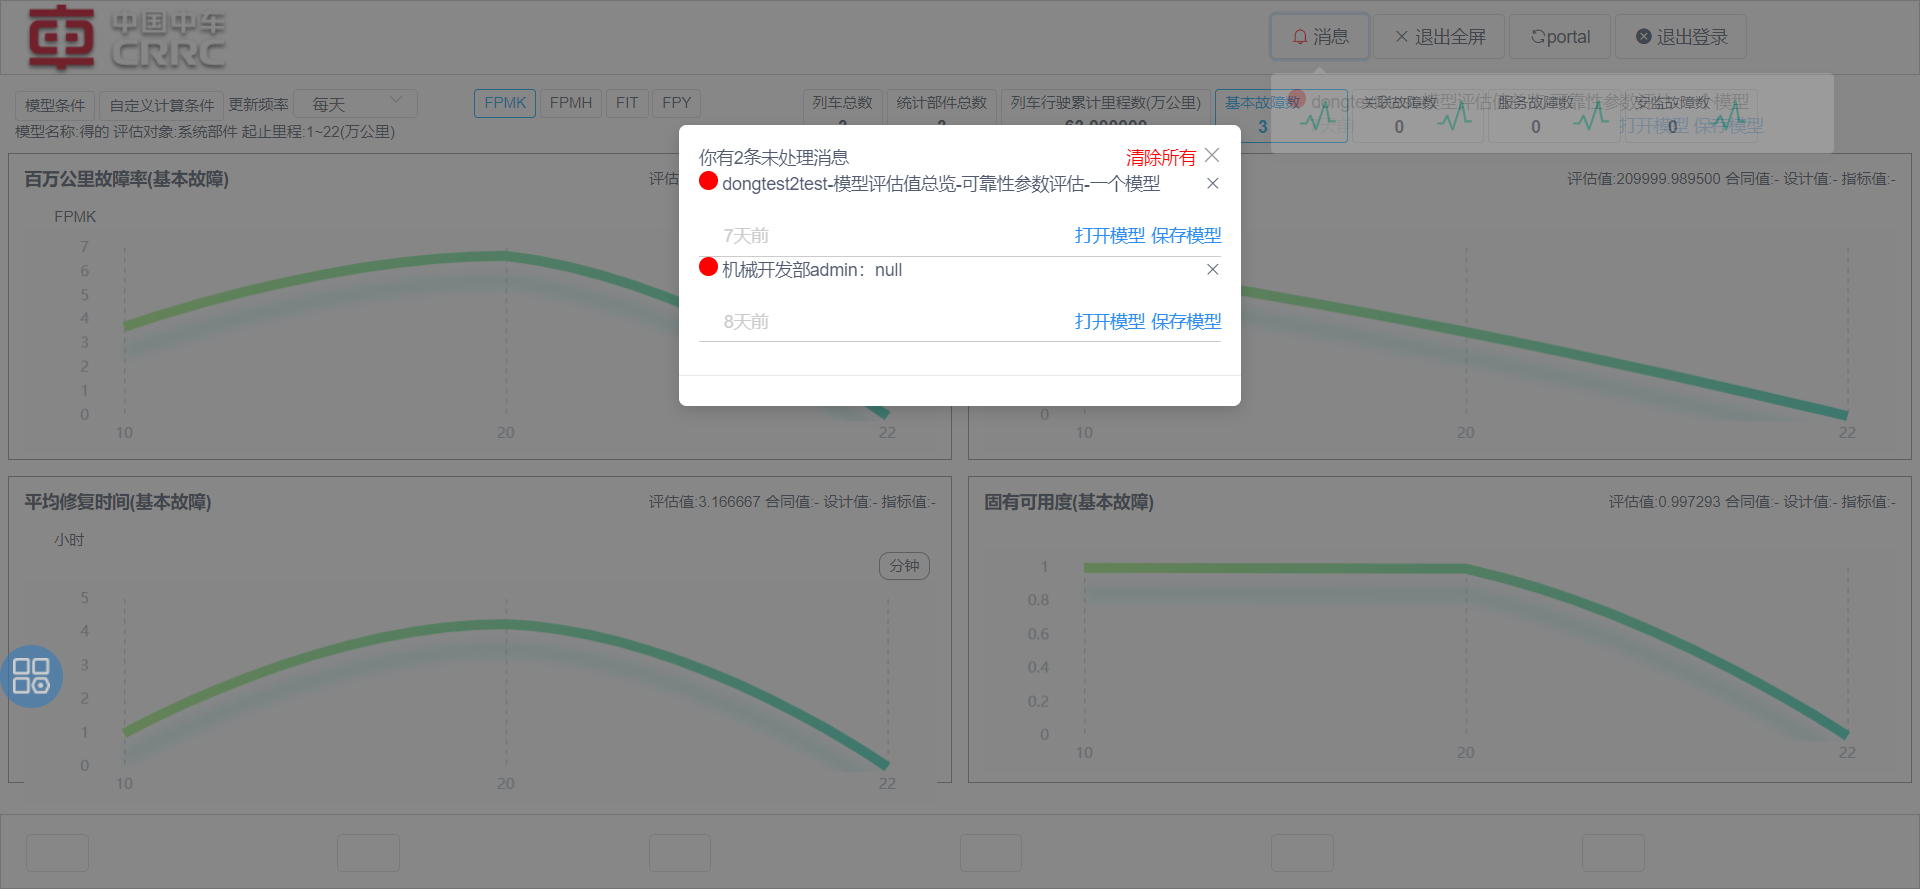 中国中车
CRRC
消息
退出全屏
portal
退出登录
模型条件
自定义计算条件
更新频率
每天
FPMK
FPMH
FIT
FPY
列车总数
统计部件总数
列车行驶累计里程数(万公里)
基本故障数
3
关联故障数
0
服务故障数
0
安监故障数
0
打开模型 保存模型
模型名称:得的 评估对象:系统部件 起止里程:1~22(万公里)
你有2条未处理消息
清除所有
dongtest2test-模型评估值总览-可靠性参数评估-一个模型
7天前
打开模型 保存模型
机械开发部admin：null
8天前
打开模型 保存模型
百万公里故障率(基本故障)
评估
FPMK
7
6
5
4
3
2
1
0
10
20
22
评估值:209999.989500 合同值:- 设计值:- 指标值:-
0
10
20
22
平均修复时间(基本故障)
评估值:3.166667 合同值:- 设计值:- 指标值:-
小时
分钟
5
4
3
2
1
0
10
20
22
固有可用度(基本故障)
评估值:0.997293 合同值:- 设计值:- 指标值:-
1
0.8
0.6
0.4
0.2
0
10
20
22